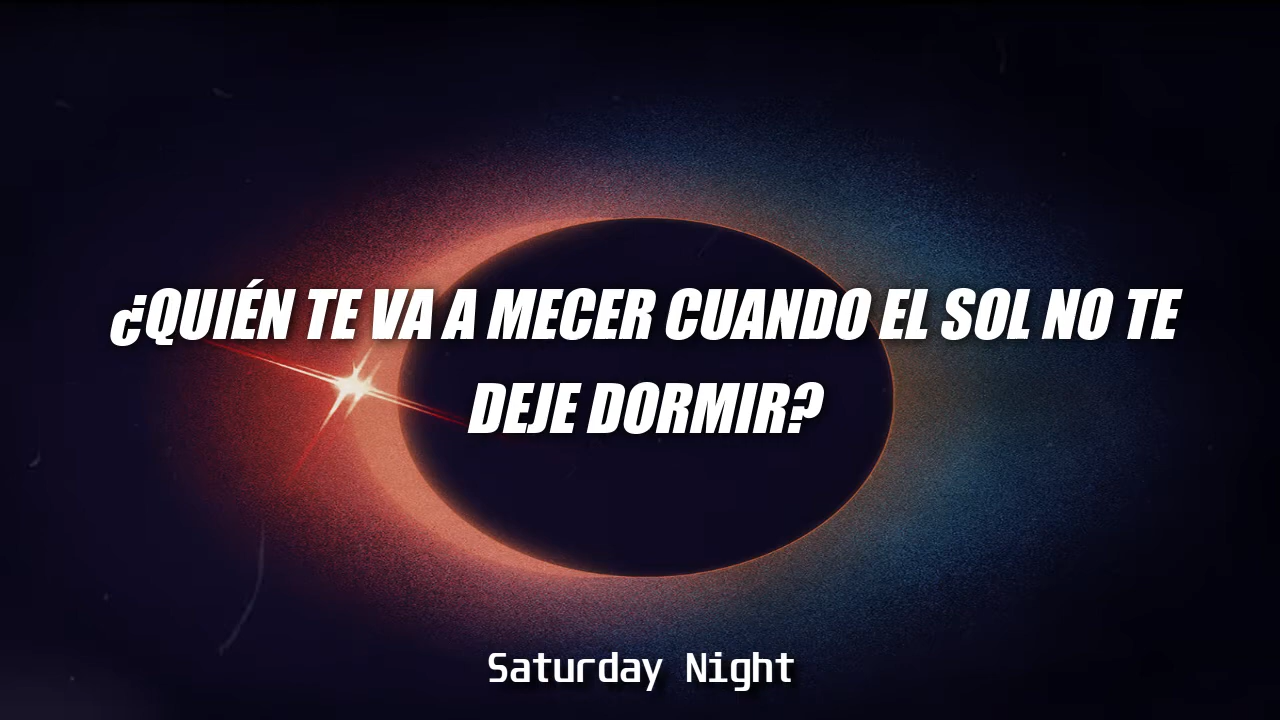 ¿QUIÉN TE VA A MECER CUANDO EL SOL NO TE
DEJE DORMIR?
Saturday Night